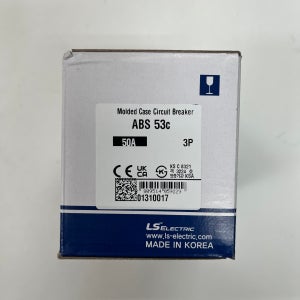 Molded Case Circuit Breaker
ABS 53c
50A 3P
CE UK CA
KS C 8321
01310017
LS ELECTRIC
www.ls-electric.com
MADE IN KOREA